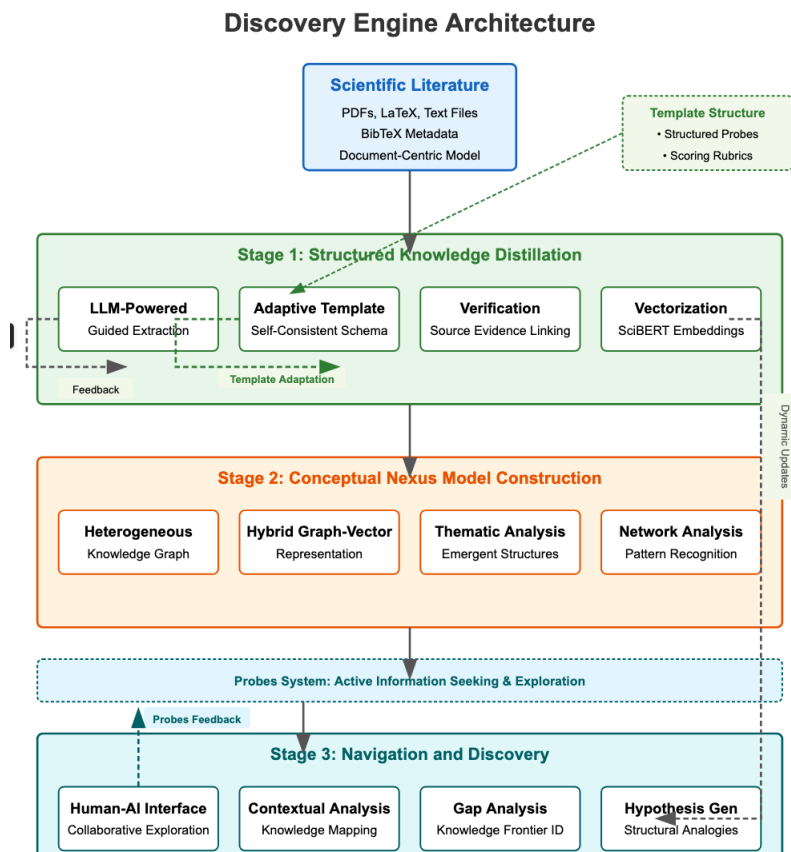 Discovery Engine Architecture
Scientific Literature
PDFs, LaTeX, Text Files
BibTeX Metadata
Document-Centric Model
Template Structure
• Structured Probes
• Scoring Rubrics
Stage 1: Structured Knowledge Distillation
LLM-Powered
Guided Extraction
Adaptive Template
Self-Consistent Schema
Verification
Source Evidence Linking
Vectorization
SciBERT Embeddings
Feedback
Template Adaptation
Dynamic Updates
Stage 2: Conceptual Nexus Model Construction
Heterogeneous
Knowledge Graph
Hybrid Graph-Vector
Representation
Thematic Analysis
Emergent Structures
Network Analysis
Pattern Recognition
Probes System: Active Information Seeking & Exploration
Probes Feedback
Stage 3: Navigation and Discovery
Human-AI Interface
Collaborative Exploration
Contextual Analysis
Knowledge Mapping
Gap Analysis
Knowledge Frontier ID
Hypothesis Gen
Structural Analogies